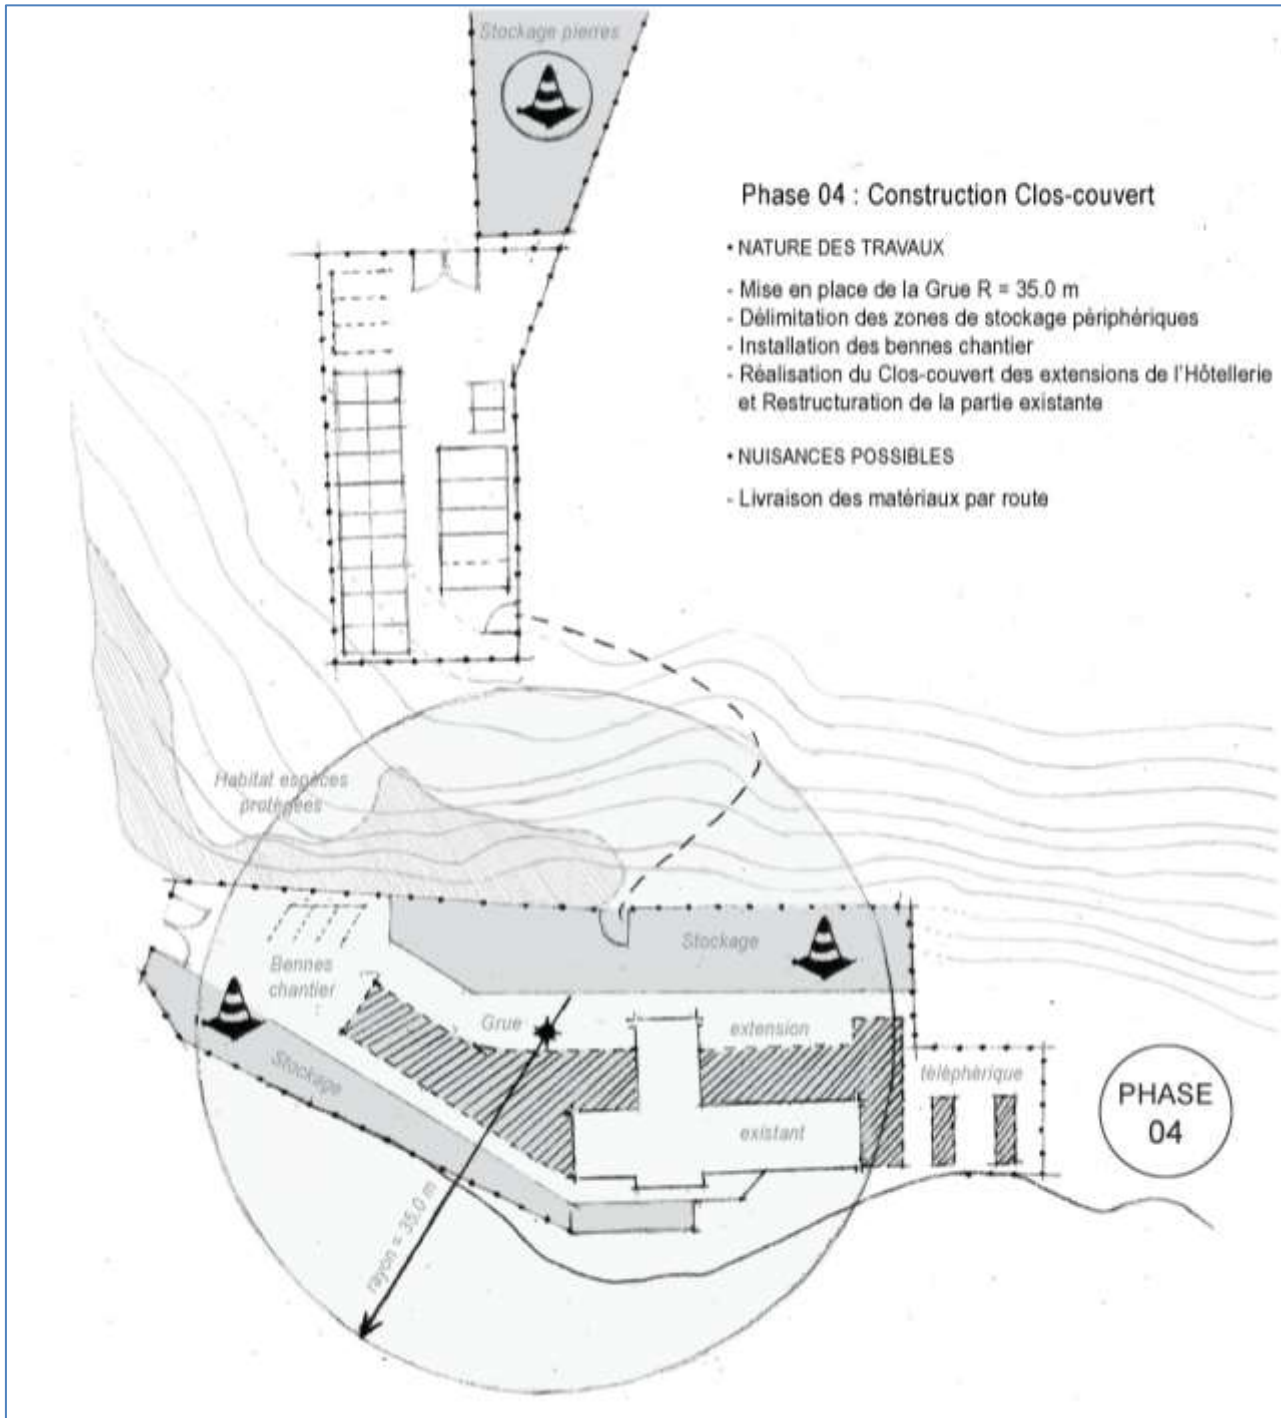 Stockage pierres
Phase 04 : Construction Clos-couvert
• NATURE DES TRAVAUX
- Mise en place de la Grue R = 35.0 m
- Délimitation des zones de stockage périphériques
- Installation des bennes chantier
- Réalisation du Clos-couvert des extensions de l'Hôtellerie
et Restructuration de la partie existante
• NUISANCES POSSIBLES
- Livraison des matériaux par route
Habitat espèces
protégées
Stockage
Bennes
chantier
Grue
extension
Stockage
téléphérique
existant
PHASE
04
rayon = 35.0 m